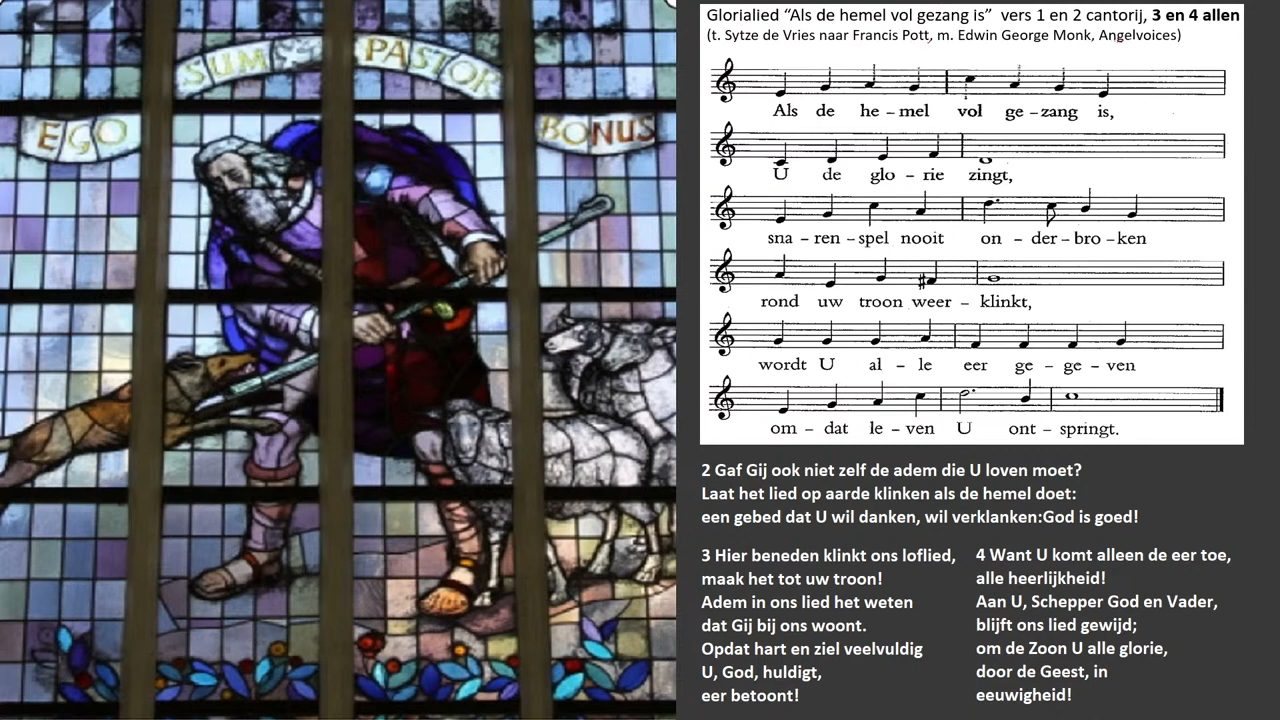 EGO
SUM PASTOR
BONUS
Glorialied “Als de hemel vol gezang is” vers 1 en 2 cantorij, 3 en 4 allen
(t. Sytze de Vries naar Francis Pott, m. Edwin George Monk, Angelvoices)
Als de he – mel vol ge – zang is,
U de glo – rie zingt,
sna – ren – spel nooit on – der – bro – ken
rond uw troon weer – klinkt,
wordt U al – le eer ge – ge – ven
om – dat le – ven U ont – springt.
2 Gaf Gij ook niet zelf de adem die U loven moet?
Laat het lied op aarde klinken als de hemel doet:
een gebed dat U wil danken, wil verklanken:God is goed!
3 Hier beneden klinkt ons loflied,
maak het tot uw troon!
Adem in ons lied het weten
dat Gij bij ons woont.
Opdat hart en ziel veelvuldig
U, God, huldigt,
eer betoont!
4 Want U komt alleen de eer toe,
alle heerlijkheid!
Aan U, Schepper God en Vader,
blijft ons lied gewijd;
om de Zoon U alle glorie,
door de Geest, in
eeuwigheid!